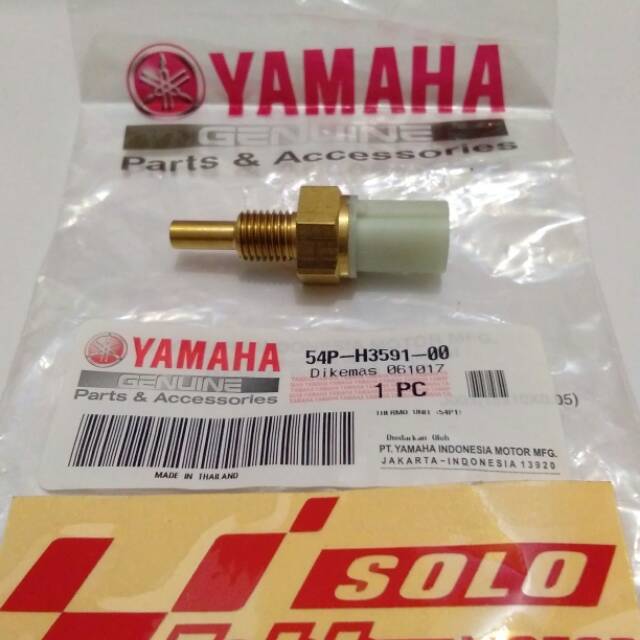 YAMAHA
GENUINE
Parts & Accessories
YAMAHA
GENUINE
Parts & Accessories
54P-H3591-00
Dikemas 061017
1 PC
THERMO UNIT (54P1)
Diedarkan Oleh
PT. YAMAHA INDONESIA MOTOR MFG.
JAKARTA-INDONESIA 13920
MADE IN THAILAND
SOLO